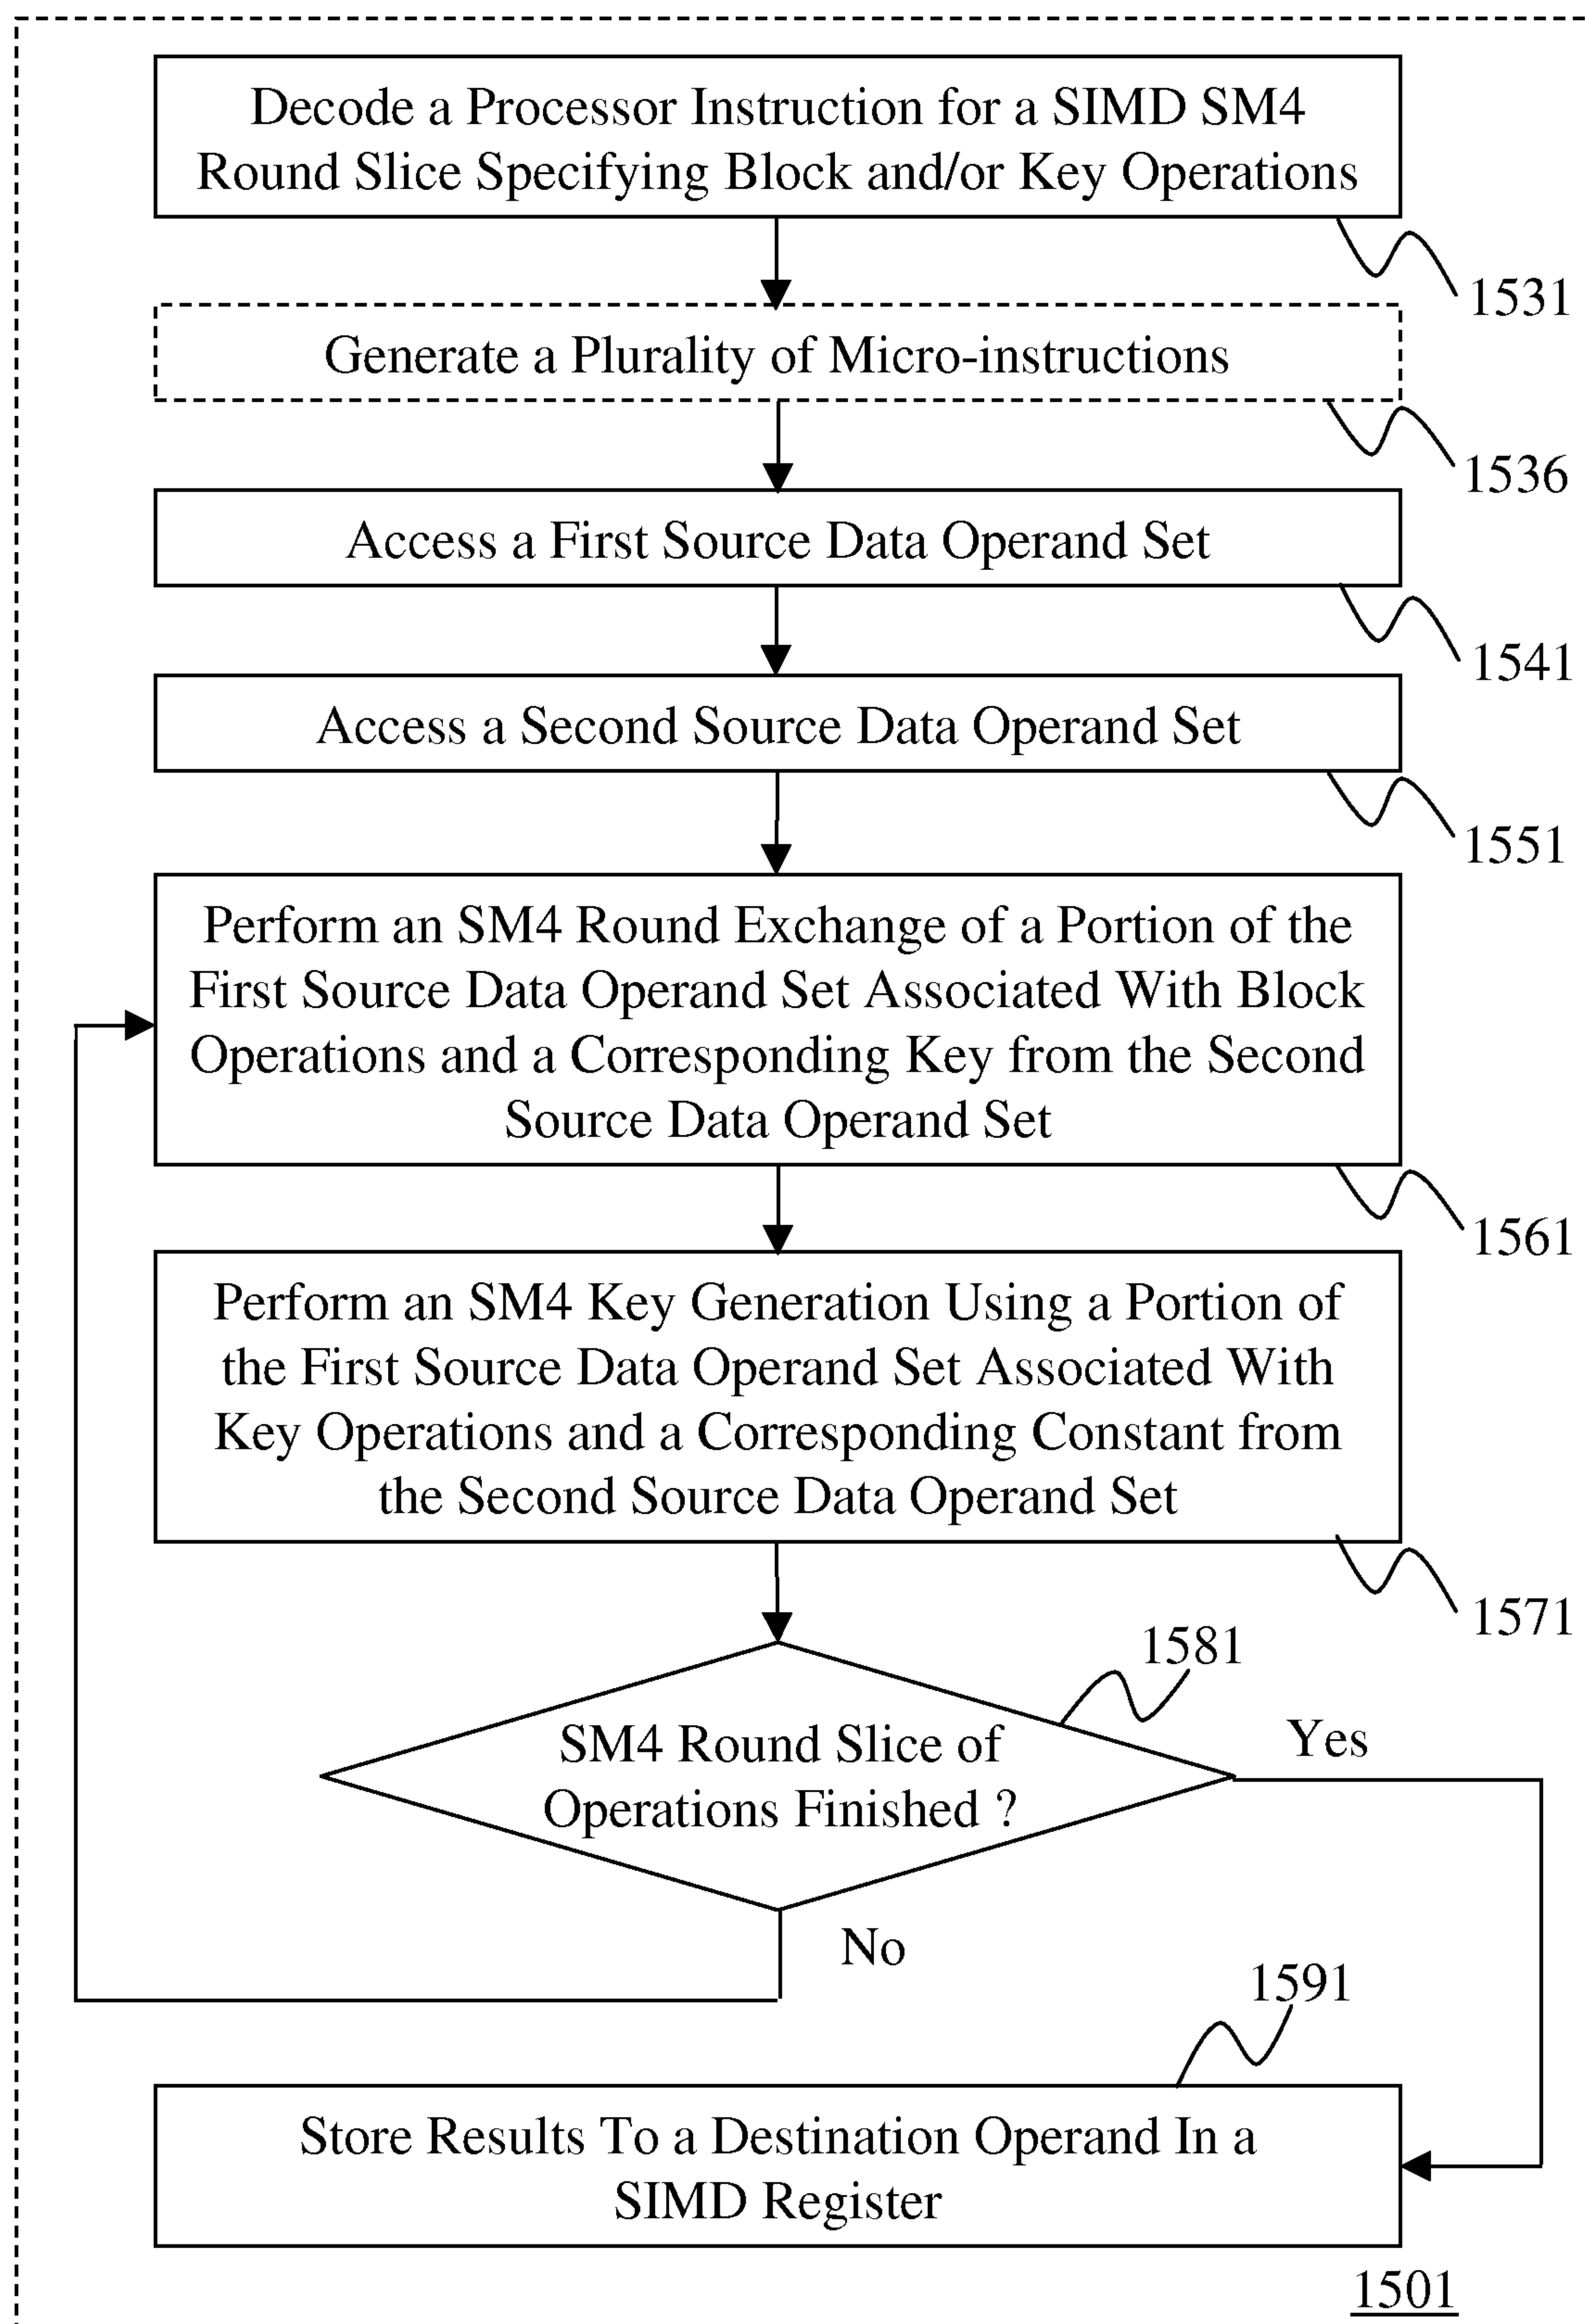 Decode a Processor Instruction for a SIMD SM4
Round Slice Specifying Block and/or Key Operations
1531
Generate a Plurality of Micro-instructions
1536
Access a First Source Data Operand Set
1541
Access a Second Source Data Operand Set
1551
Perform an SM4 Round Exchange of a Portion of the
First Source Data Operand Set Associated With Block
Operations and a Corresponding Key from the Second
Source Data Operand Set
1561
Perform an SM4 Key Generation Using a Portion of
the First Source Data Operand Set Associated With
Key Operations and a Corresponding Constant from
the Second Source Data Operand Set
1571
1581
SM4 Round Slice of
Operations Finished ?
Yes
No
1591
Store Results To a Destination Operand In a
SIMD Register
1501